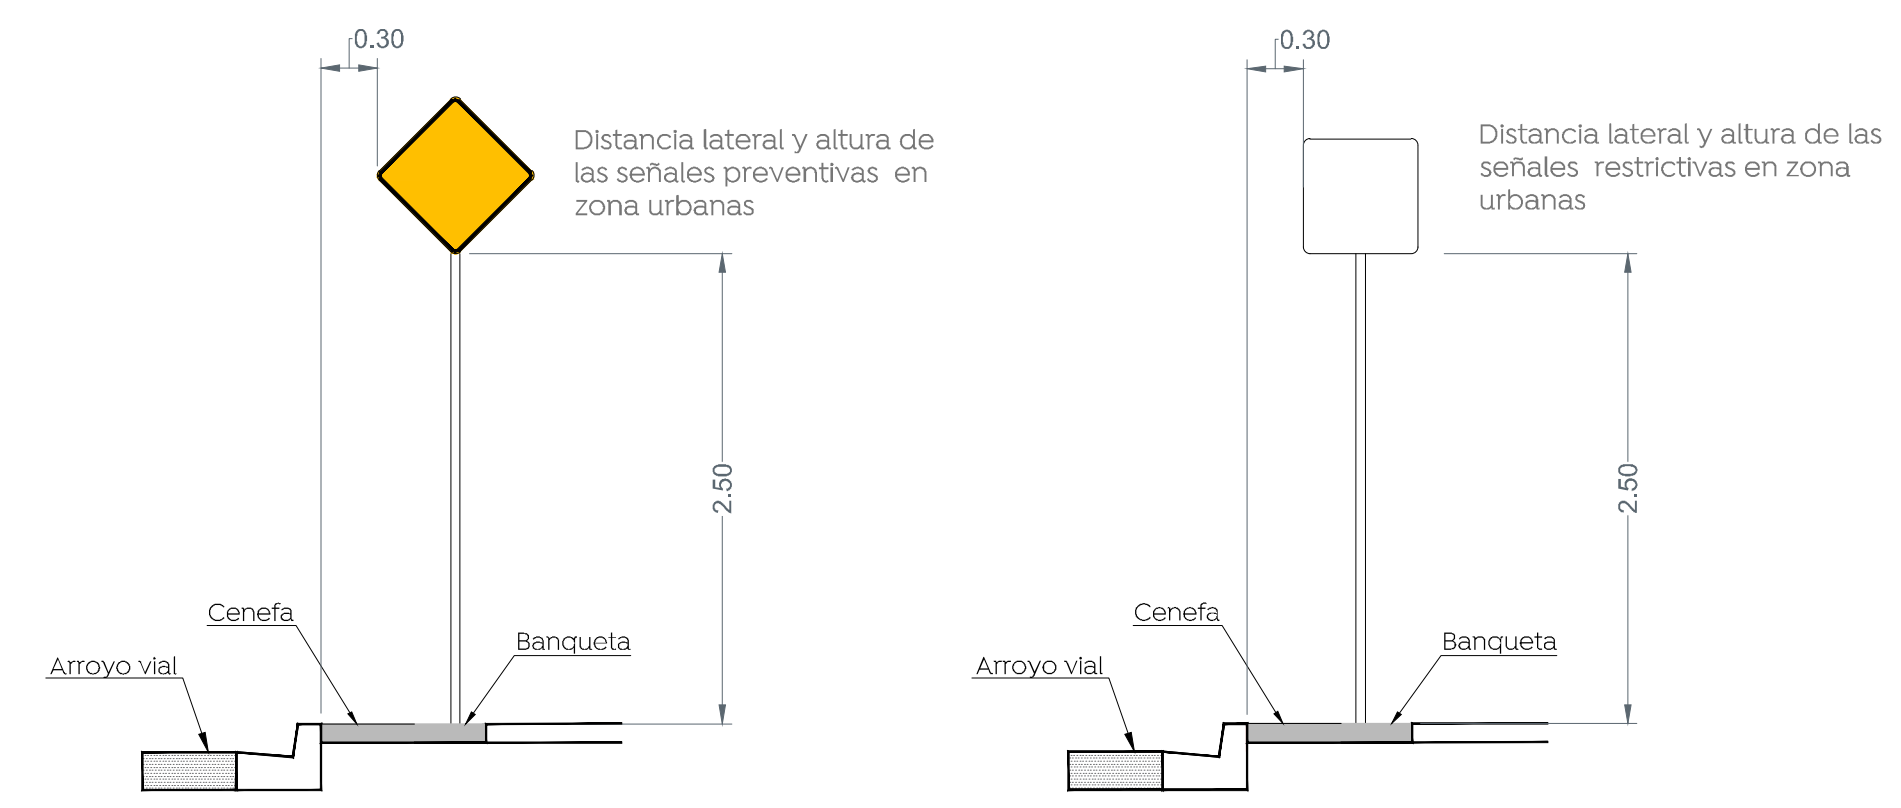 0.30
Distancia lateral y altura de
las señales preventivas en
zona urbanas
2.50
Cenefa
Banqueta
Arroyo vial
0.30
Distancia lateral y altura de las
señales restrictivas en zona
urbanas
2.50
Cenefa
Banqueta
Arroyo vial